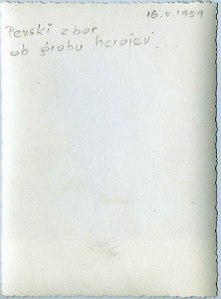 16.V.1959
Pevski zbor
ob grobu herojev.